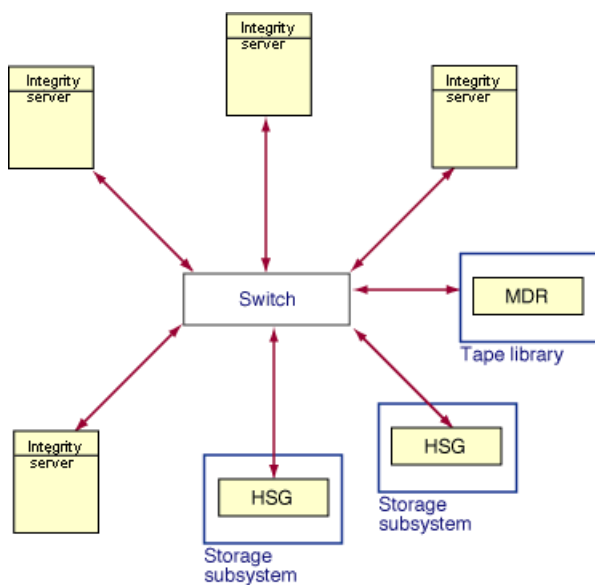 Integrity
server
Integrity
server
Integrity
server
Switch
MDR
Tape library
HSG
Storage
subsystem
Integrity
server
HSG
Storage
subsystem